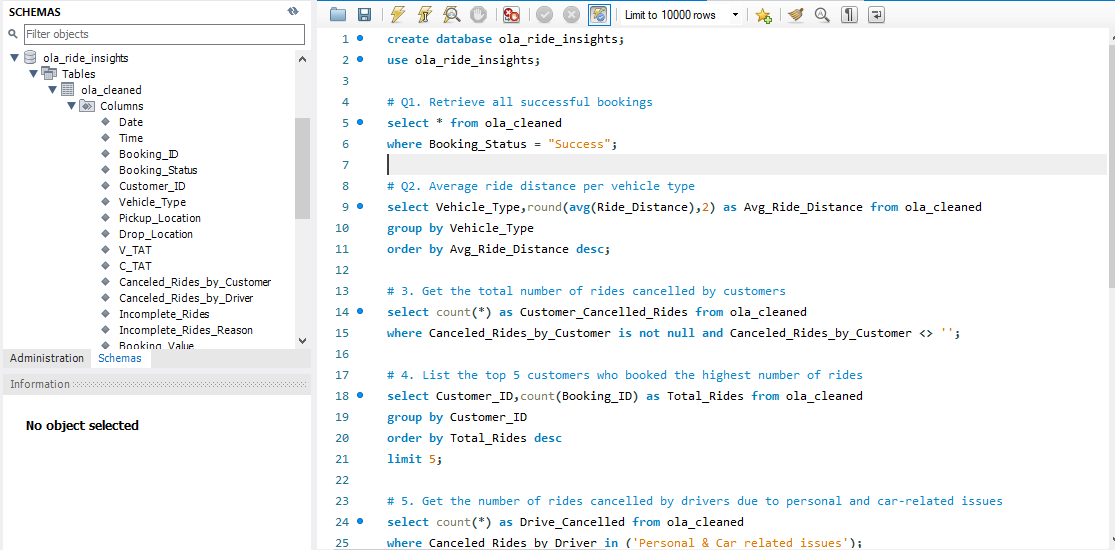 SCHEMAS
Filter objects
ola_ride_insights
Tables
ola_cleaned
Columns
Date
Time
Booking_ID
Booking_Status
Customer_ID
Vehicle_Type
Pickup_Location
Drop_Location
V_TAT
C_TAT
Canceled_Rides_by_Customer
Canceled_Rides_by_Driver
Incomplete_Rides
Incomplete_Rides_Reason
Booking_Value
Administration Schemas
Information
No object selected
Limit to 10000 rows
1 create database ola_ride_insights;
2 use ola_ride_insights;
3
4 # Q1. Retrieve all successful bookings
5 select * from ola_cleaned
6 where Booking_Status = "Success";
7
8 # Q2. Average ride distance per vehicle type
9 select Vehicle_Type,round(avg(Ride_Distance),2) as Avg_Ride_Distance from ola_cleaned
10 group by Vehicle_Type
11 order by Avg_Ride_Distance desc;
12
13 # 3. Get the total number of rides cancelled by customers
14 select count(*) as Customer_Cancelled_Rides from ola_cleaned
15 where Canceled_Rides_by_Customer is not null and Canceled_Rides_by_Customer <> '';
16
17 # 4. List the top 5 customers who booked the highest number of rides
18 select Customer_ID,count(Booking_ID) as Total_Rides from ola_cleaned
19 group by Customer_ID
20 order by Total_Rides desc
21 limit 5;
22
23 # 5. Get the number of rides cancelled by drivers due to personal and car-related issues
24 select count(*) as Drive_Cancelled from ola_cleaned
25 where Canceled_Rides_by_Driver in ('Personal & Car related issues');